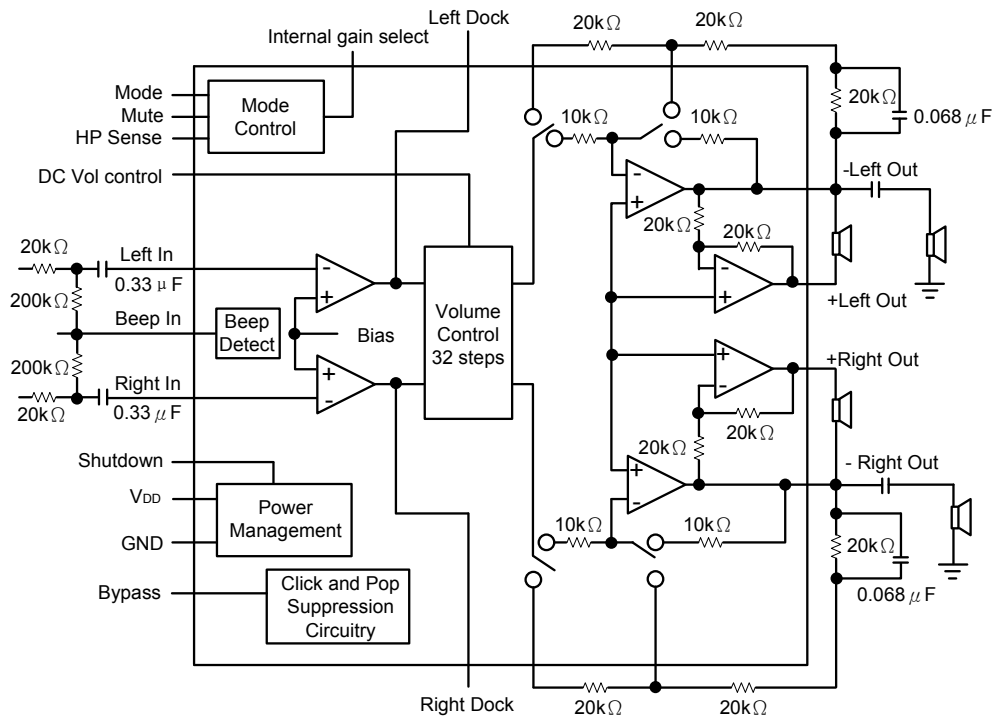 Left Dock
Internal gain select
20kΩ
20kΩ
Mode
Mute
HP Sense
Mode
Control
10kΩ
10kΩ
20kΩ
0.068 μF
DC Vol control
-
+
-Left Out
20kΩ
20kΩ
20kΩ
Left In
0.33 μF
-
+
-
+
+Left Out
200kΩ
Beep In
Beep
Detect
Bias
Volume
Control
32 steps
200kΩ
Right In
20kΩ
0.33 μF
+
-
+
-
+Right Out
20kΩ
20kΩ
Shutdown
VDD
GND
Power
Management
+
-
- Right Out
10kΩ
10kΩ
20kΩ
0.068 μF
Bypass
Click and Pop
Suppression
Circuitry
Right Dock
20kΩ
20kΩ